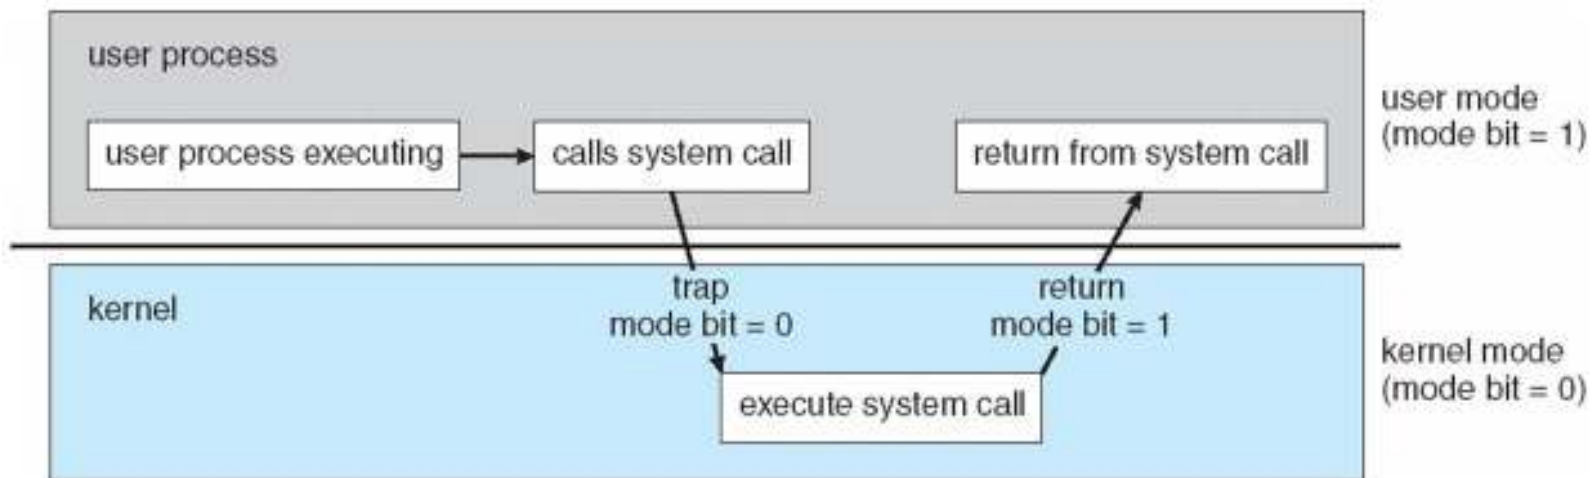 user process
user process executing
calls system call
return from system call
user mode
(mode bit = 1)
kernel
trap
mode bit = 0
return
mode bit = 1
execute system call
kernel mode
(mode bit = 0)